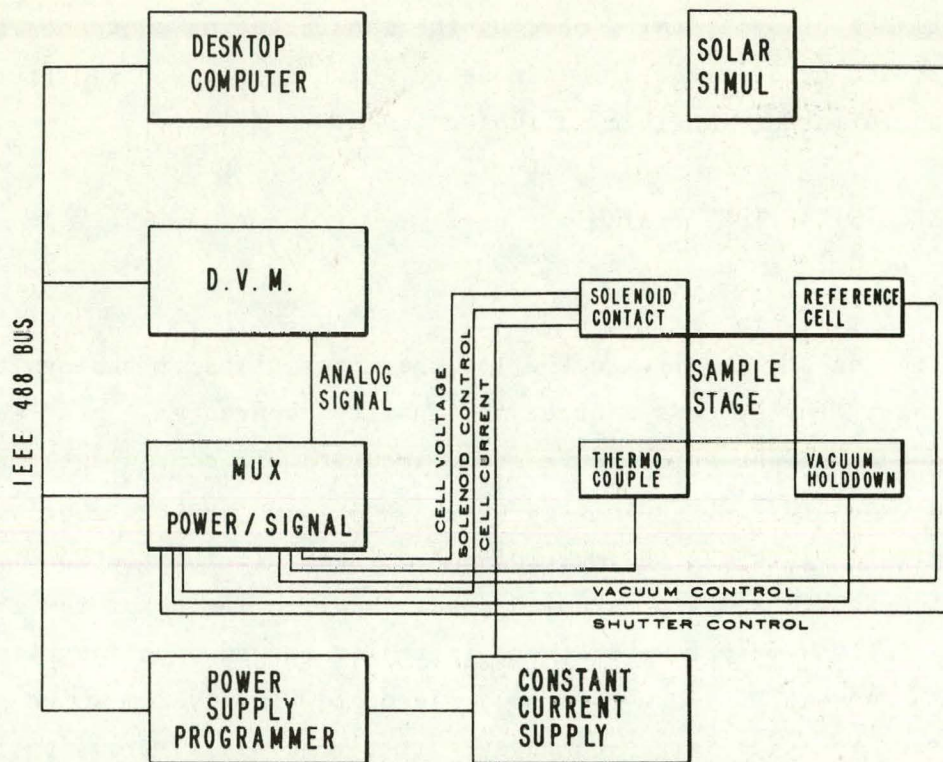 DESKTOP
COMPUTER
SOLAR
SIMUL
D.V.M.
SOLENOID
CONTACT
REFERENCE
CELL
IEEE 488 BUS
ANALOG
SIGNAL
CELL VOLTAGE
SOLENOID CONTROL
CELL CURRENT
SAMPLE
STAGE
MUX
POWER / SIGNAL
THERMO
COUPLE
VACUUM
HOLDDOWN
VACUUM CONTROL
SHUTTER CONTROL
POWER
SUPPLY
PROGRAMMER
CONSTANT
CURRENT
SUPPLY